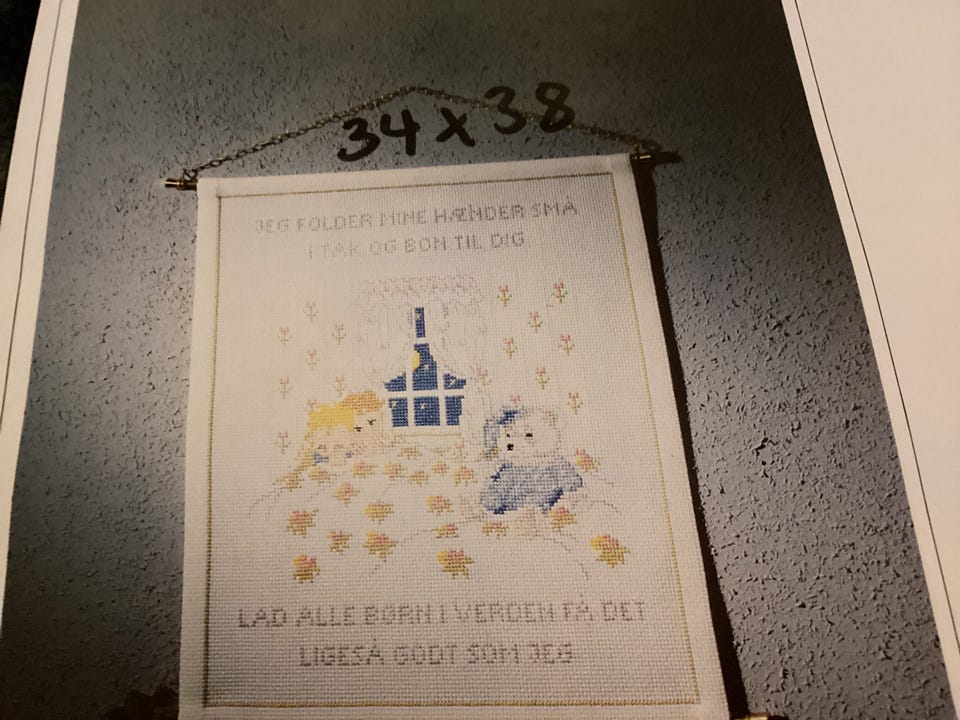 34 x 38
JEG FOLDER MINE HÆNDER SMÅ
I TAK OG BØN TIL DIG
LAD ALLE BØRN I VERDEN FÅ DET
LIGESÅ GODT SOM JEG